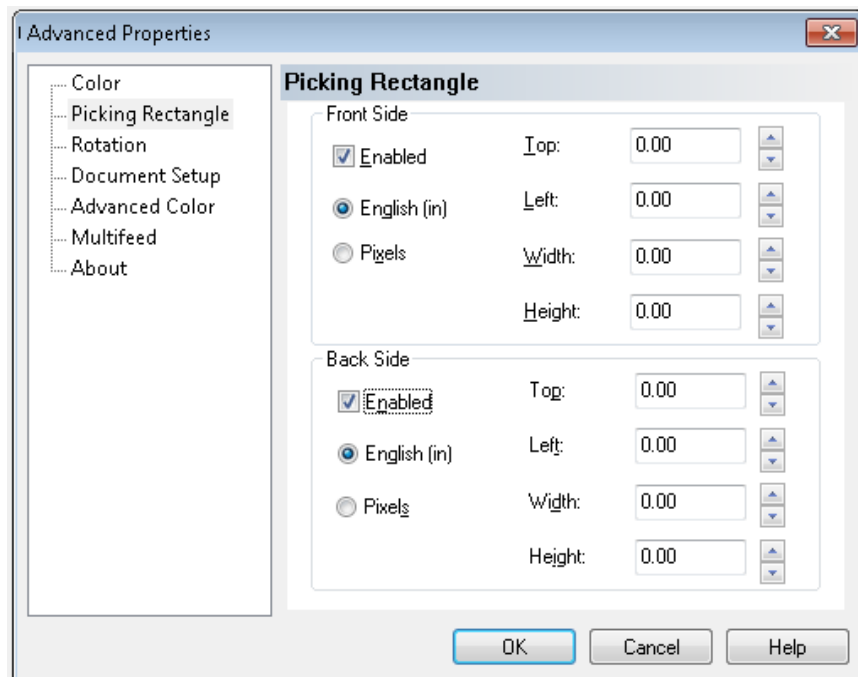 Advanced Properties
Color
Picking Rectangle
Rotation
Document Setup
Advanced Color
Multifeed
About
Picking Rectangle
Front Side
Enabled
English (in)
Pixels
Top: 0.00
Left: 0.00
Width: 0.00
Height: 0.00
Back Side
Enabled
English (in)
Pixels
Top: 0.00
Left: 0.00
Width: 0.00
Height: 0.00
OK Cancel Help